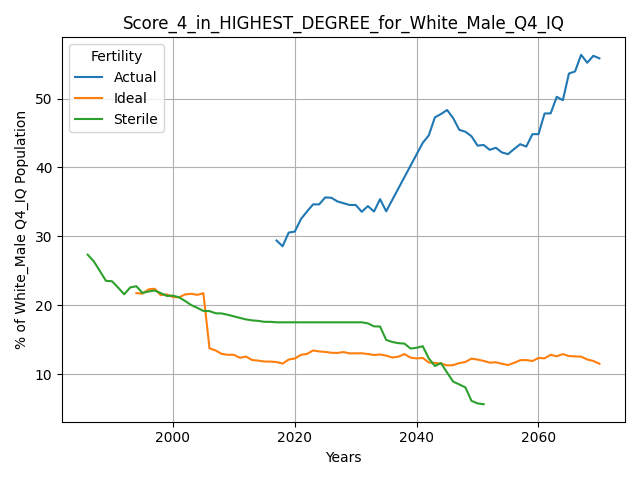 Score_4_in_HIGHEST_DEGREE_for_White_Male_Q4_IQ
Fertility
Actual
Ideal
Sterile
% of White_Male Q4_IQ Population
50
40
30
20
10
2000 2020 2040 2060
Years